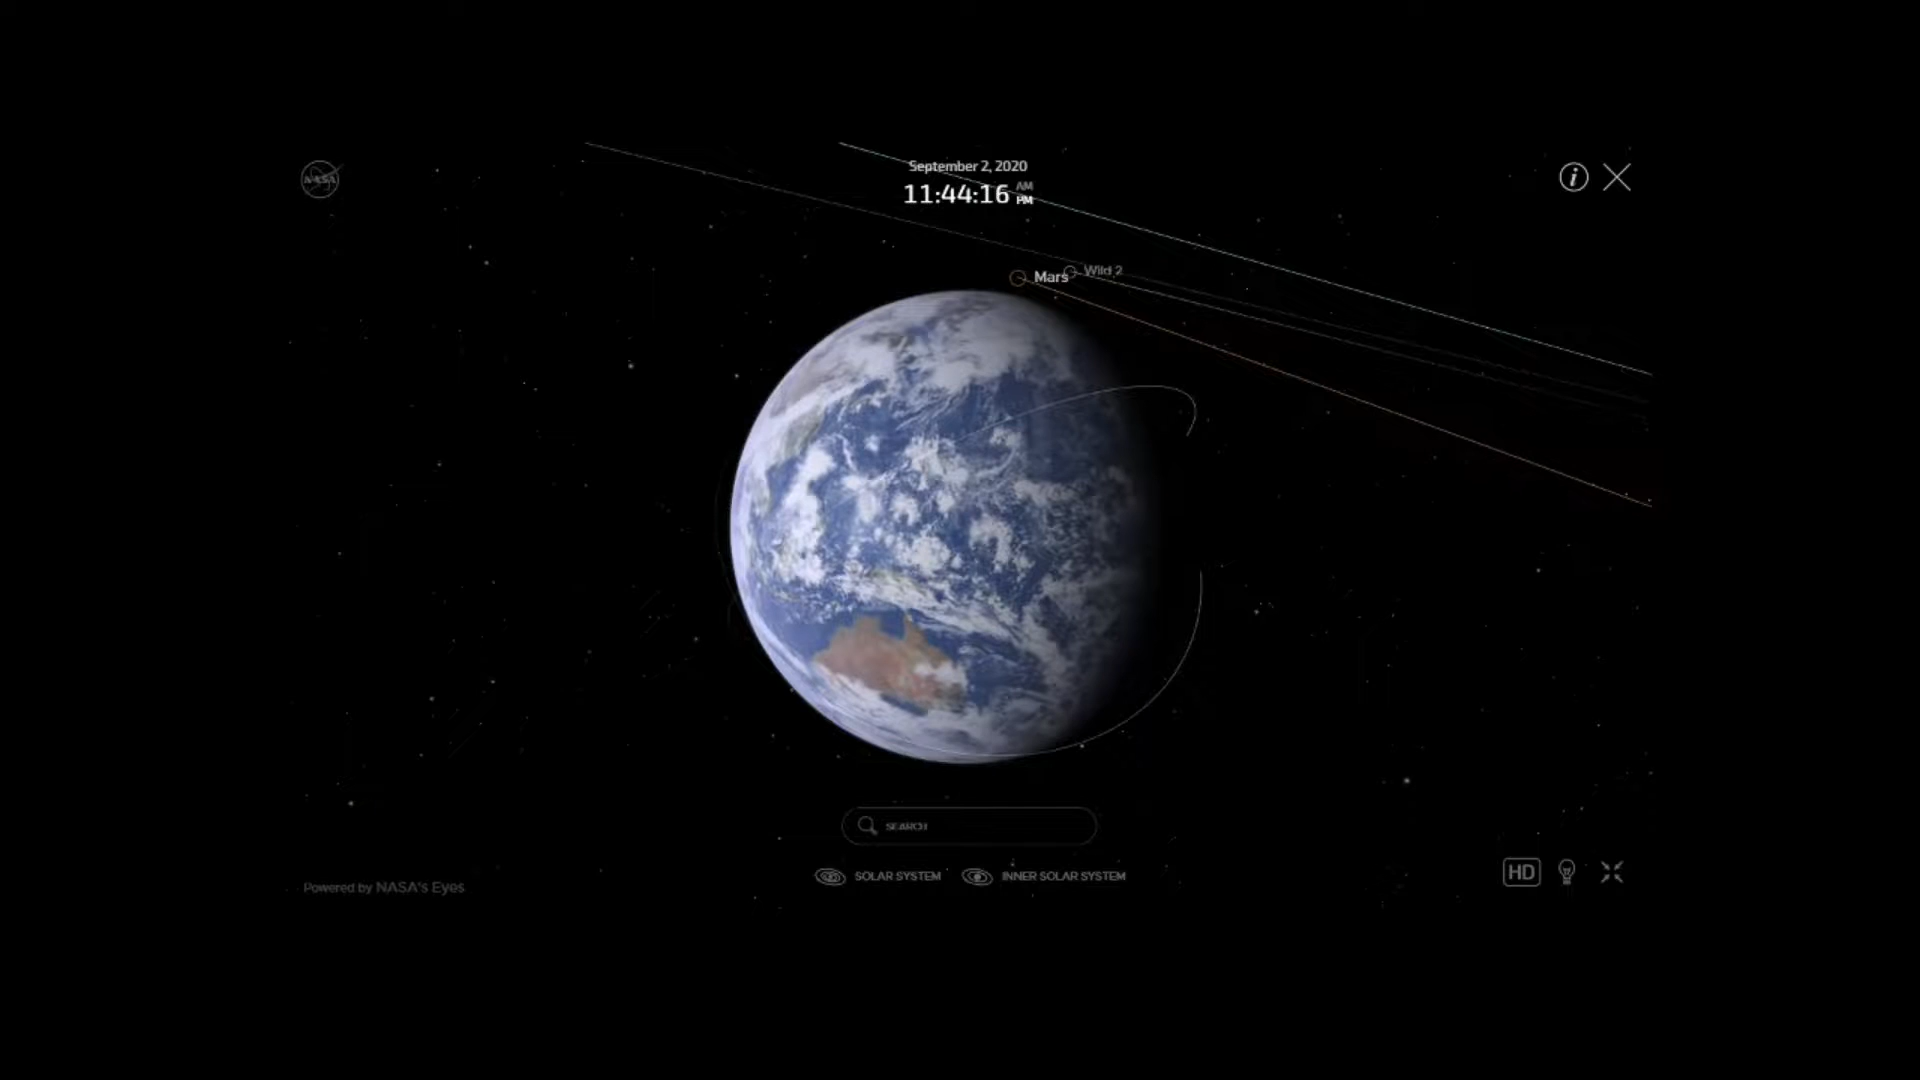 NASA
September 2, 2020
11:44:16 AM
PM
Mars
Wild 2
SEARCH
SOLAR SYSTEM
INNER SOLAR SYSTEM
Powered by NASA's Eyes
HD